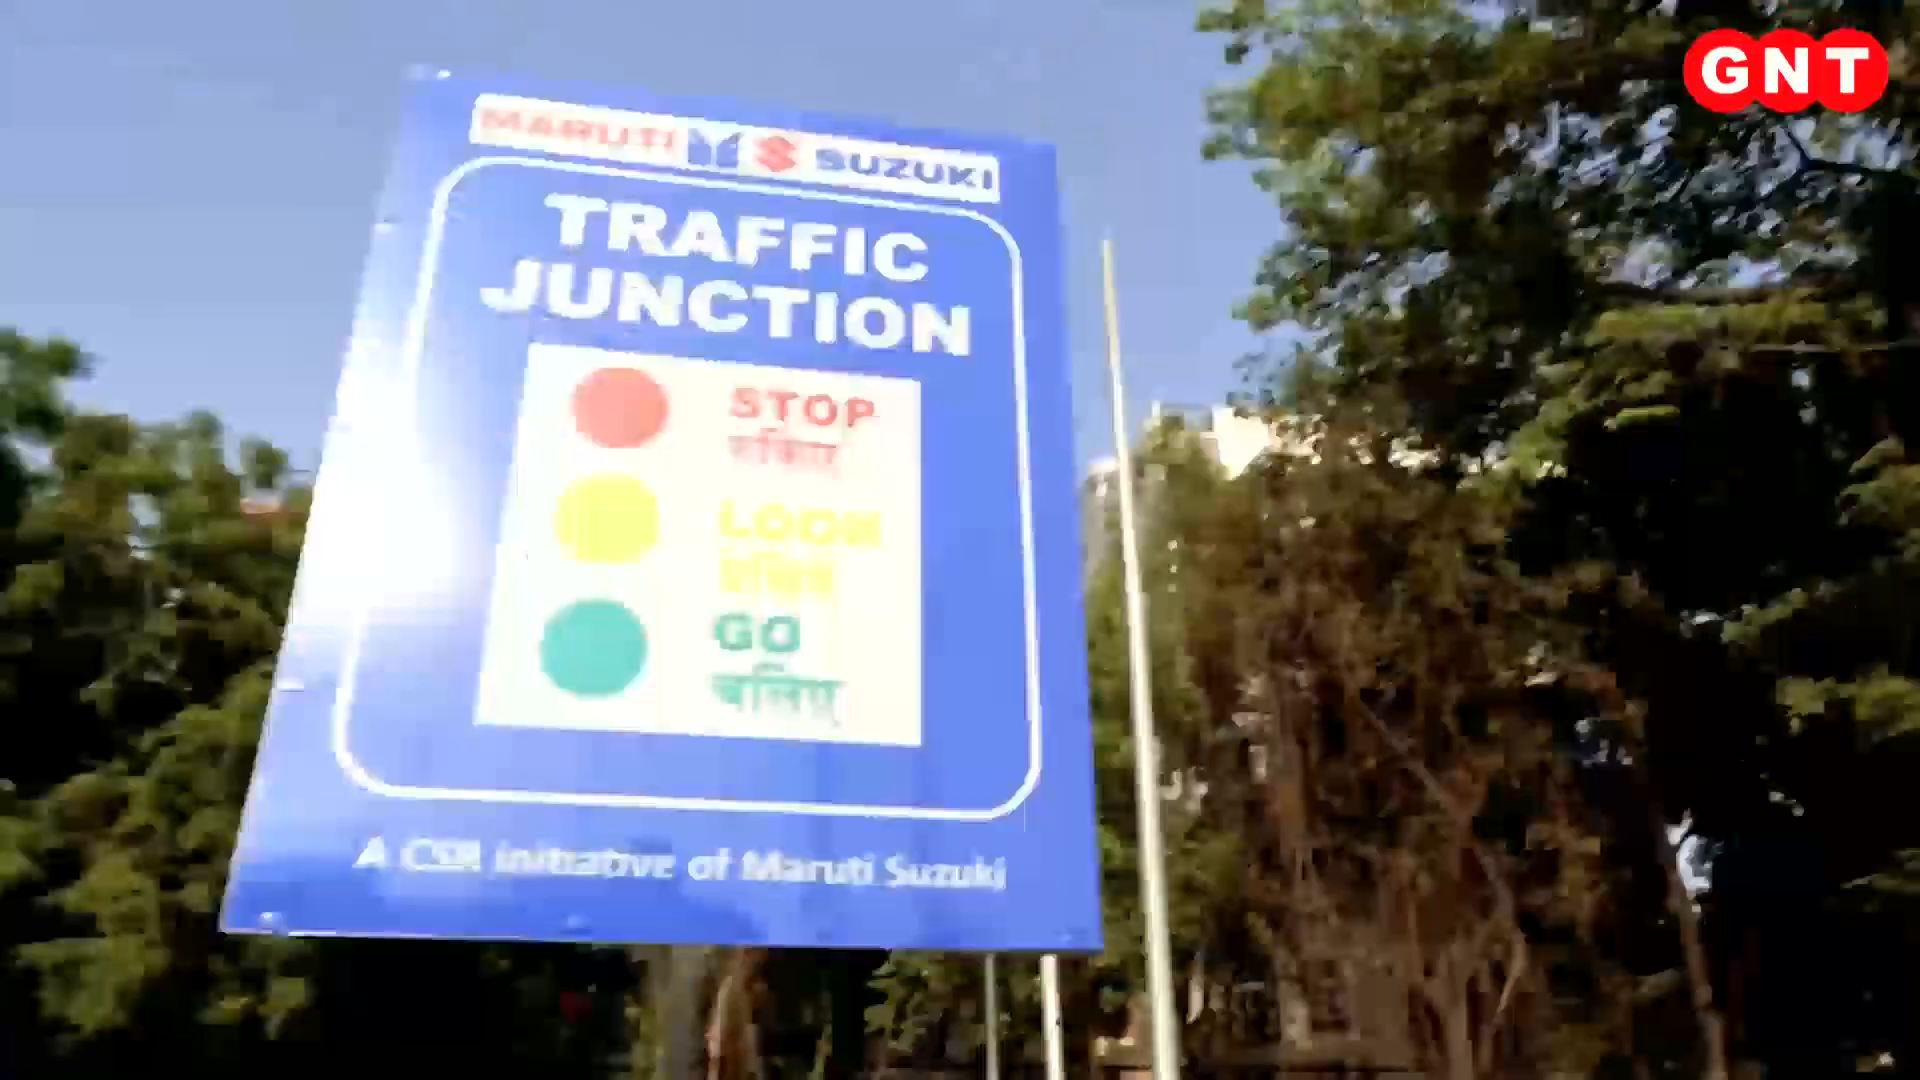 MARUTI SUZUKI
TRAFFIC
JUNCTION
STOP
रुकिए
LOOK
देखिए
GO
चलिए
A CSR initiative of Maruti Suzuki
GNT